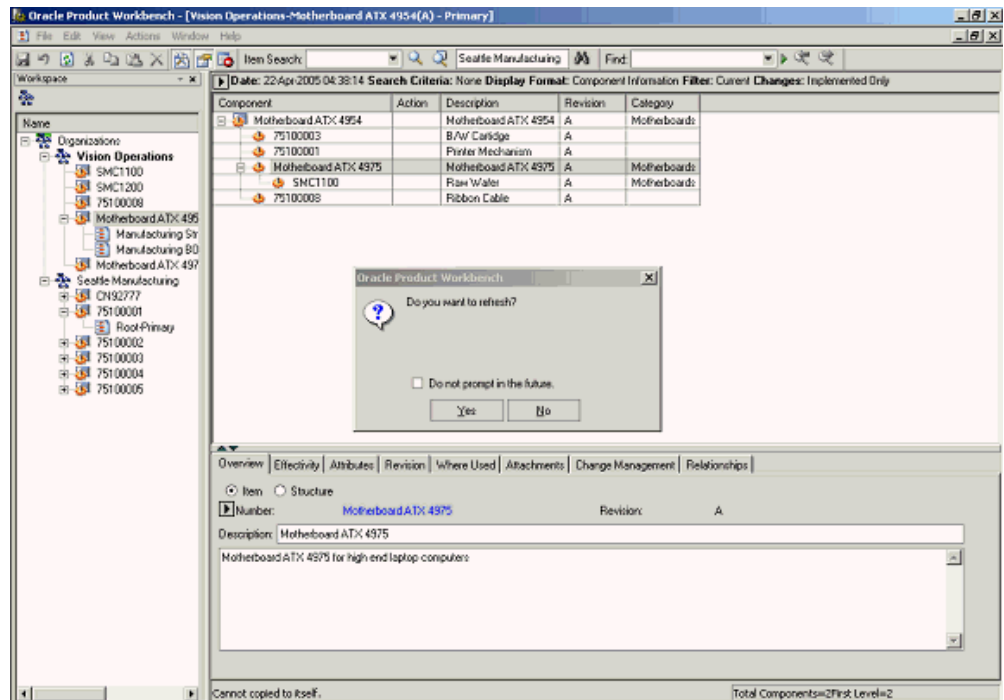 Oracle Product Workbench - [Vision Operations-Motherboard ATX 4954(A) - Primary]
File Edit View Actions Window Help
Item Search: Seattle Manufacturing Find:
Workspace
Date: 22-Apr-2005 04:38:14 Search Criteria: None Display Format: Component Information Filter: Current Changes: Implemented Only
Name
Organizations
Vision Operations
SMC1100
SMC1200
75100008
Motherboard ATX 495
Manufacturing Str
Manufacturing BO
Motherboard ATX 497
Seattle Manufacturing
CN92777
75100001
Root-Primary
75100002
75100003
75100004
75100005
Component Action Description Revision Category
Motherboard ATX 4954 Motherboard ATX 4954 A Motherboards
75100003 B/W Cartidge A
75100001 Printer Mechanism A
Motherboard ATX 4975 Motherboard ATX 4975 A Motherboards
SMC1100 Raw Wafer A Motherboards
75100008 Ribbon Cable A
Oracle Product Workbench
Do you want to refresh?
Do not prompt in the future.
Yes No
Overview Effectivity Attributes Revision Where Used Attachments Change Management Relationships
Item Structure
Number: Motherboard ATX 4975 Revision: A
Description: Motherboard ATX 4975
Motherboard ATX 4975 for high end laptop computers
Cannot copied to itself. Total Components=2First Level=2